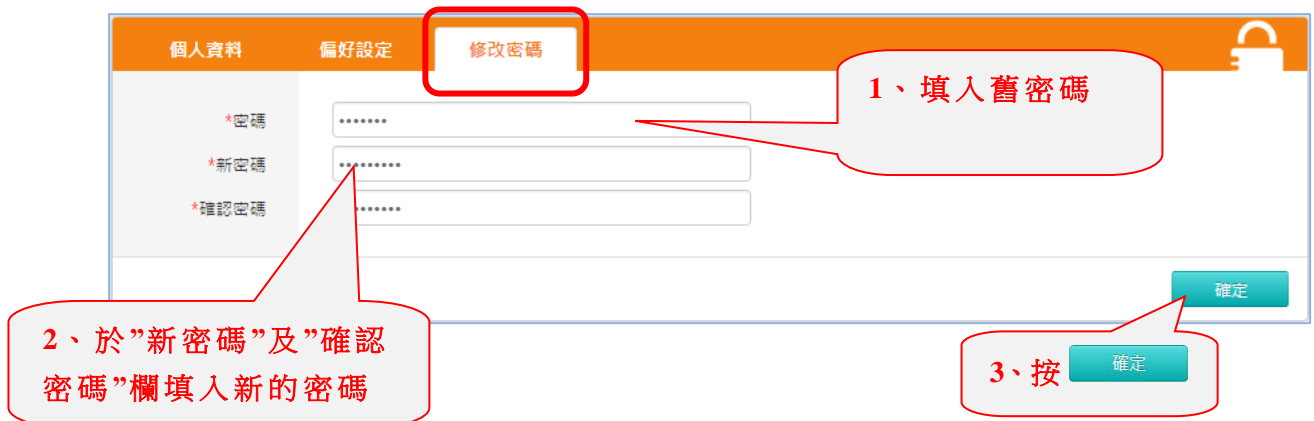 個人資料 偏好設定 修改密碼
1、填入舊密碼
*密碼 •••••••
*新密碼 •••••••••
*確認密碼 •••••••
確定
2、於”新密碼”及”確認
密碼”欄填入新的密碼
3、按 確定